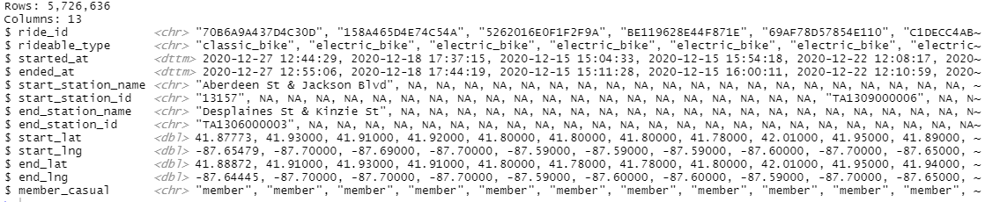 Rows: 5,726,636
Columns: 13
$ ride_id            <chr> "70B6A9A437D4C30D", "158A465D4E74C54A", "5262016E0F1F2F9A", "BE119628E44F871E", "69AF78D57854E110", "C1DECC4AB~
$ rideable_type      <chr> "classic_bike", "electric_bike", "electric_bike", "electric_bike", "electric_bike", "electric_bike", "electric~
$ started_at         <dttm> 2020-12-27 12:44:29, 2020-12-18 17:37:15, 2020-12-15 15:04:33, 2020-12-15 15:54:18, 2020-12-22 12:08:17, 2020~
$ ended_at           <dttm> 2020-12-27 12:55:06, 2020-12-18 17:44:19, 2020-12-15 15:11:28, 2020-12-15 16:00:11, 2020-12-22 12:10:59, 2020~
$ start_station_name <chr> "Aberdeen St & Jackson Blvd", NA, NA, NA, NA, NA, NA, NA, NA, NA, NA, NA, NA, NA, NA, NA, NA, NA, NA, NA, NA, ~
$ start_station_id   <chr> "13157", NA, NA, NA, NA, NA, NA, NA, NA, NA, NA, NA, NA, NA, NA, NA, NA, NA, NA, NA, NA, "TA1309000006", NA, N~
$ end_station_name   <chr> "Desplaines St & Kinzie St", NA, NA, NA, NA, NA, NA, NA, NA, NA, NA, NA, NA, NA, NA, NA, NA, NA, NA, NA, NA, N~
$ end_station_id     <chr> "TA1306000003", NA, NA, NA, NA, NA, NA, NA, NA, NA, NA, NA, NA, NA, NA, NA, NA, NA, NA, NA, NA, NA, NA, NA, NA~
$ start_lat          <dbl> 41.87773, 41.93000, 41.91000, 41.92000, 41.80000, 41.80000, 41.80000, 41.78000, 42.01000, 41.95000, 41.89000, ~
$ start_lng          <dbl> -87.65479, -87.70000, -87.69000, -87.70000, -87.59000, -87.59000, -87.59000, -87.60000, -87.70000, -87.65000, ~
$ end_lat            <dbl> 41.88872, 41.91000, 41.93000, 41.91000, 41.80000, 41.78000, 41.78000, 41.80000, 42.01000, 41.95000, 41.94000, ~
$ end_lng            <dbl> -87.64445, -87.70000, -87.70000, -87.70000, -87.59000, -87.60000, -87.60000, -87.59000, -87.70000, -87.65000, ~
$ member_casual      <chr> "member", "member", "member", "member", "member", "member", "member", "member", "member", "member", "member", ~